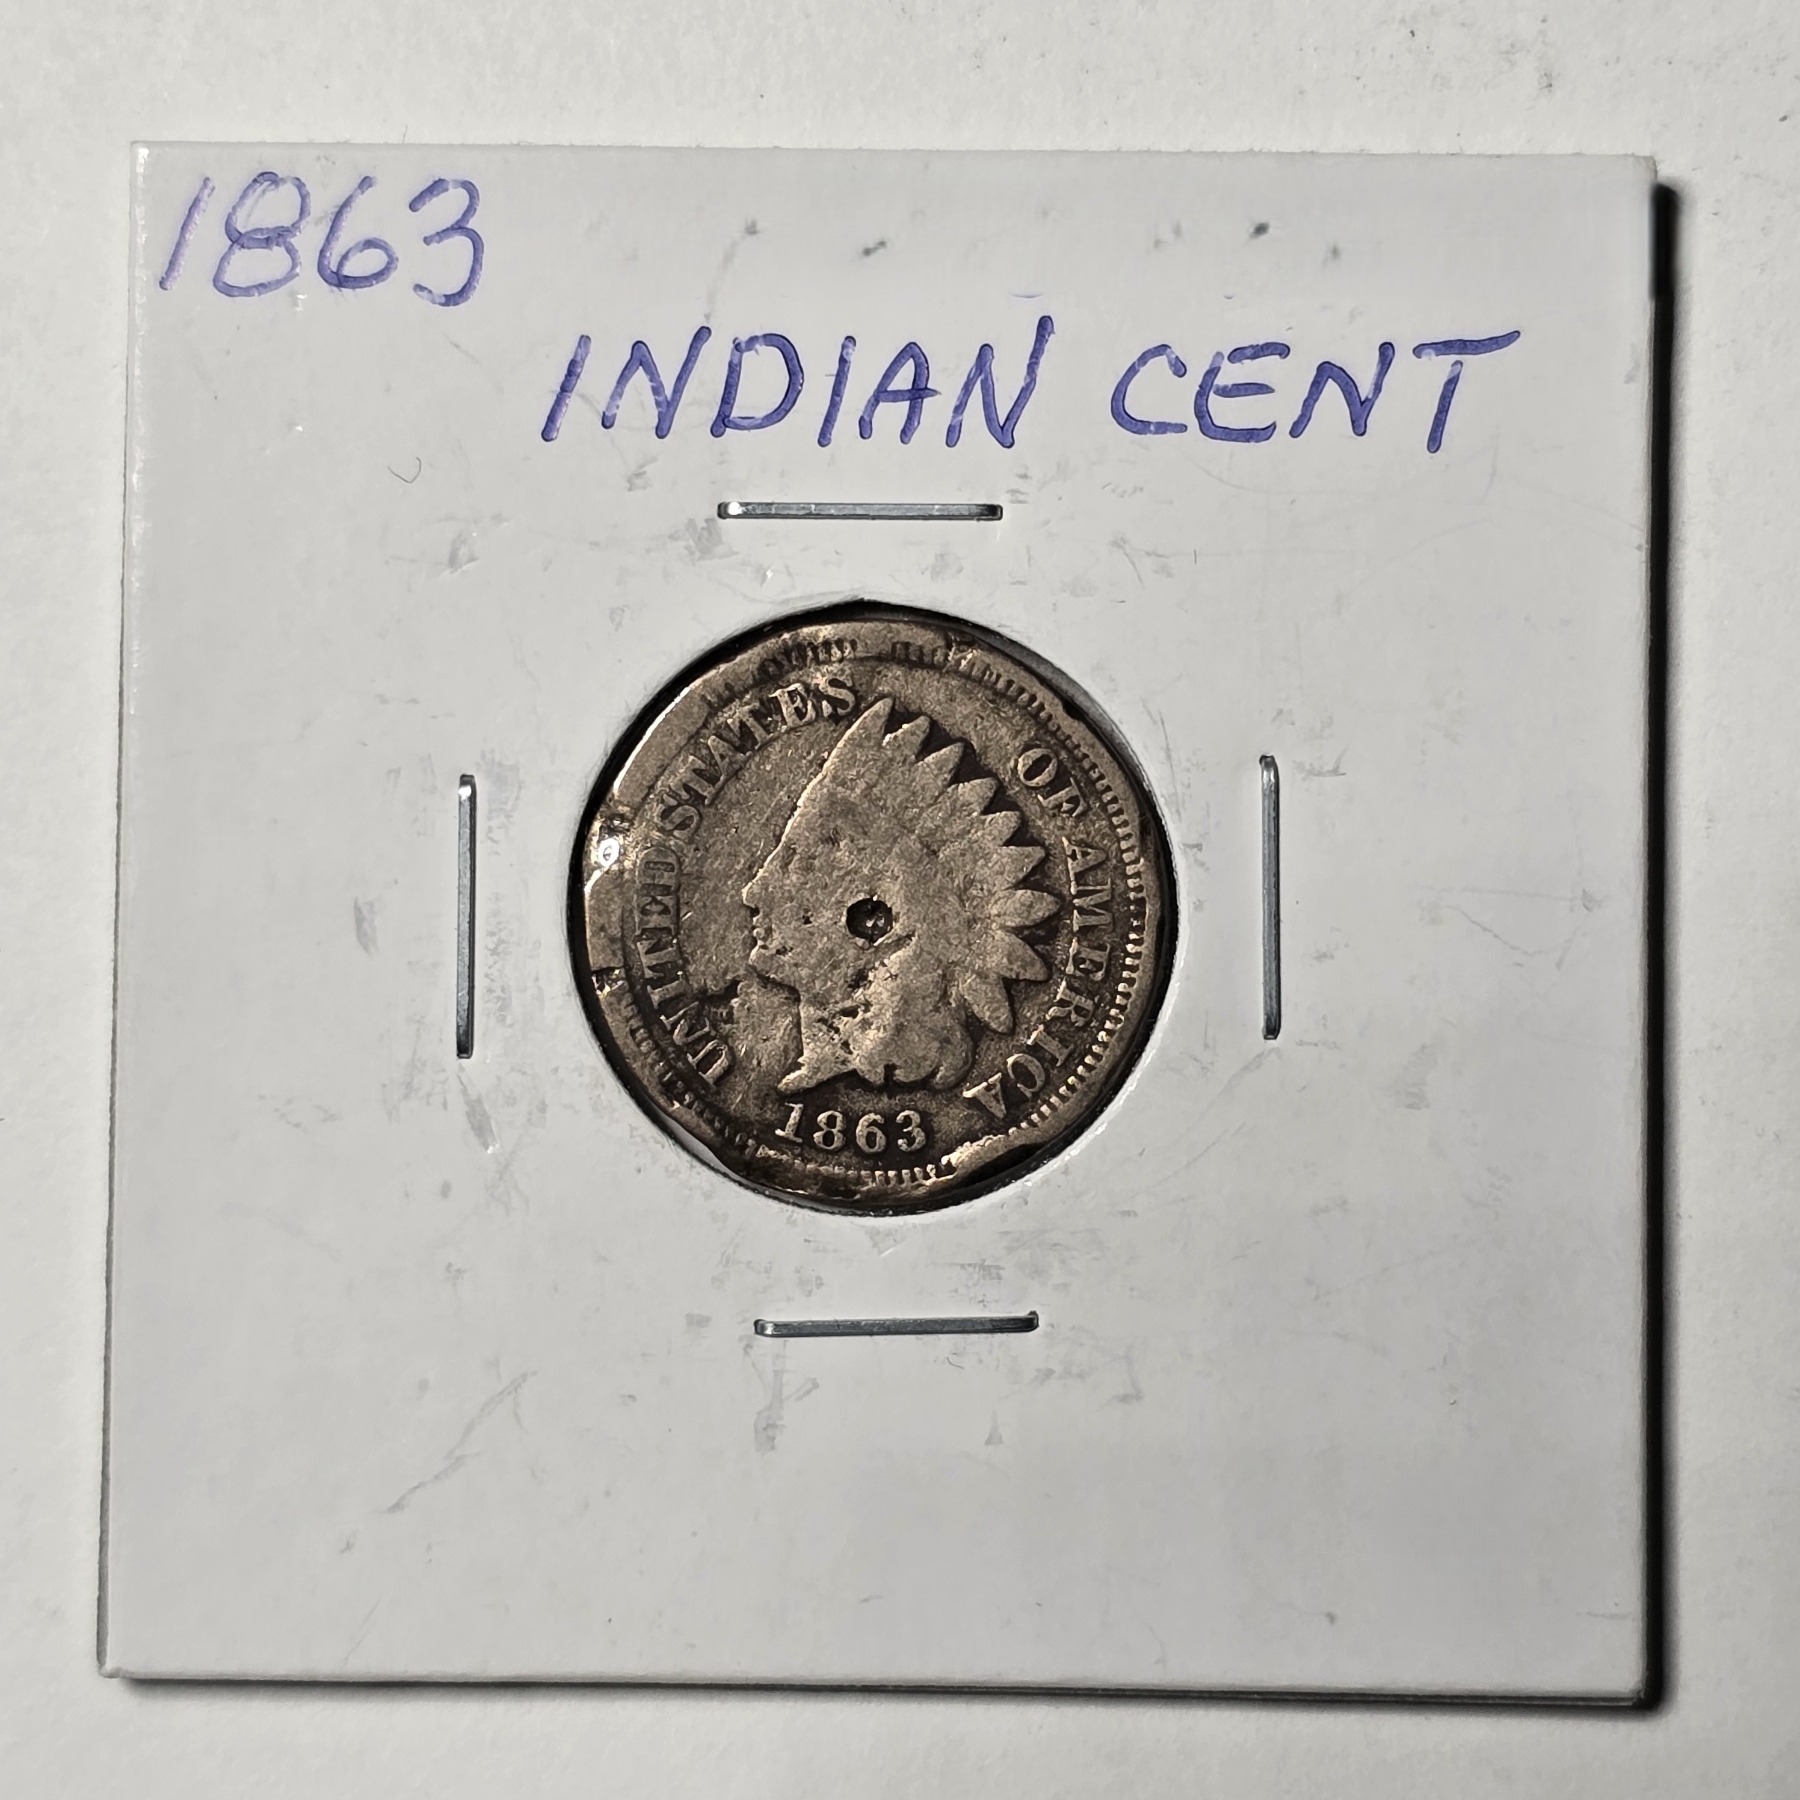 1863
INDIAN CENT
UNITED STATES OF AMERICA
1863